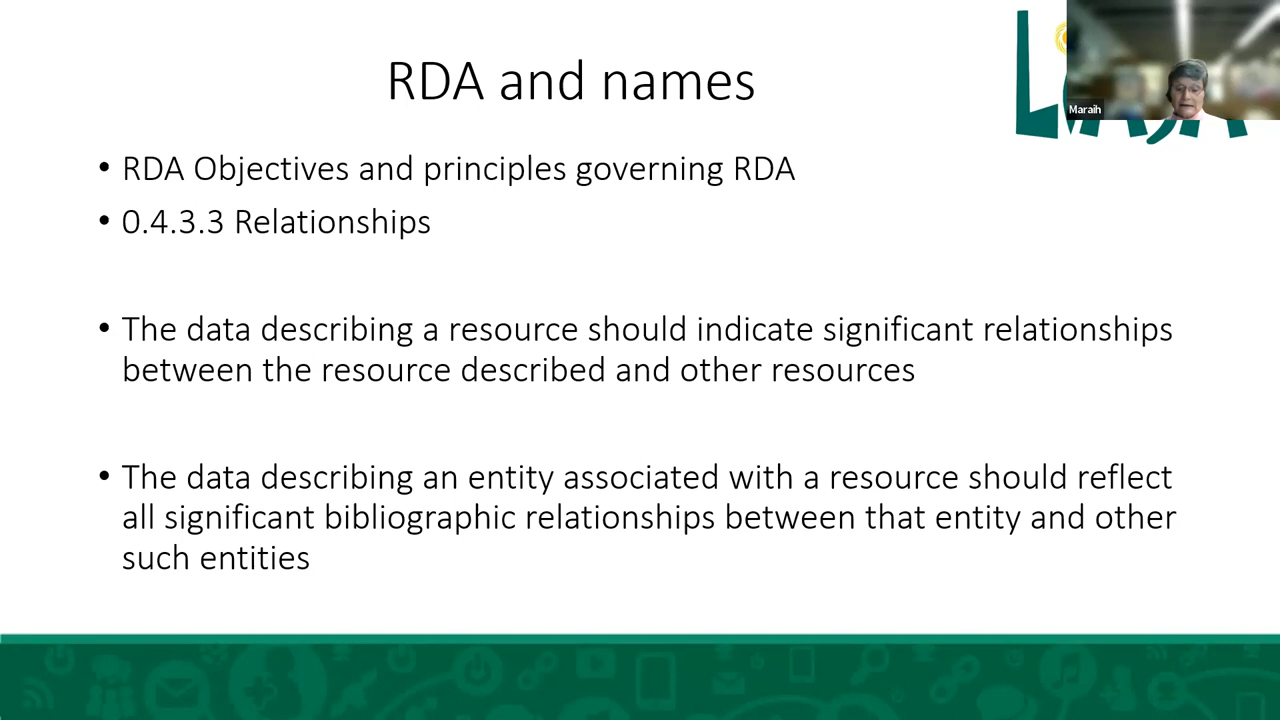 RDA and names
Maraih
• RDA Objectives and principles governing RDA
• 0.4.3.3 Relationships
• The data describing a resource should indicate significant relationships
between the resource described and other resources
• The data describing an entity associated with a resource should reflect
all significant bibliographic relationships between that entity and other
such entities